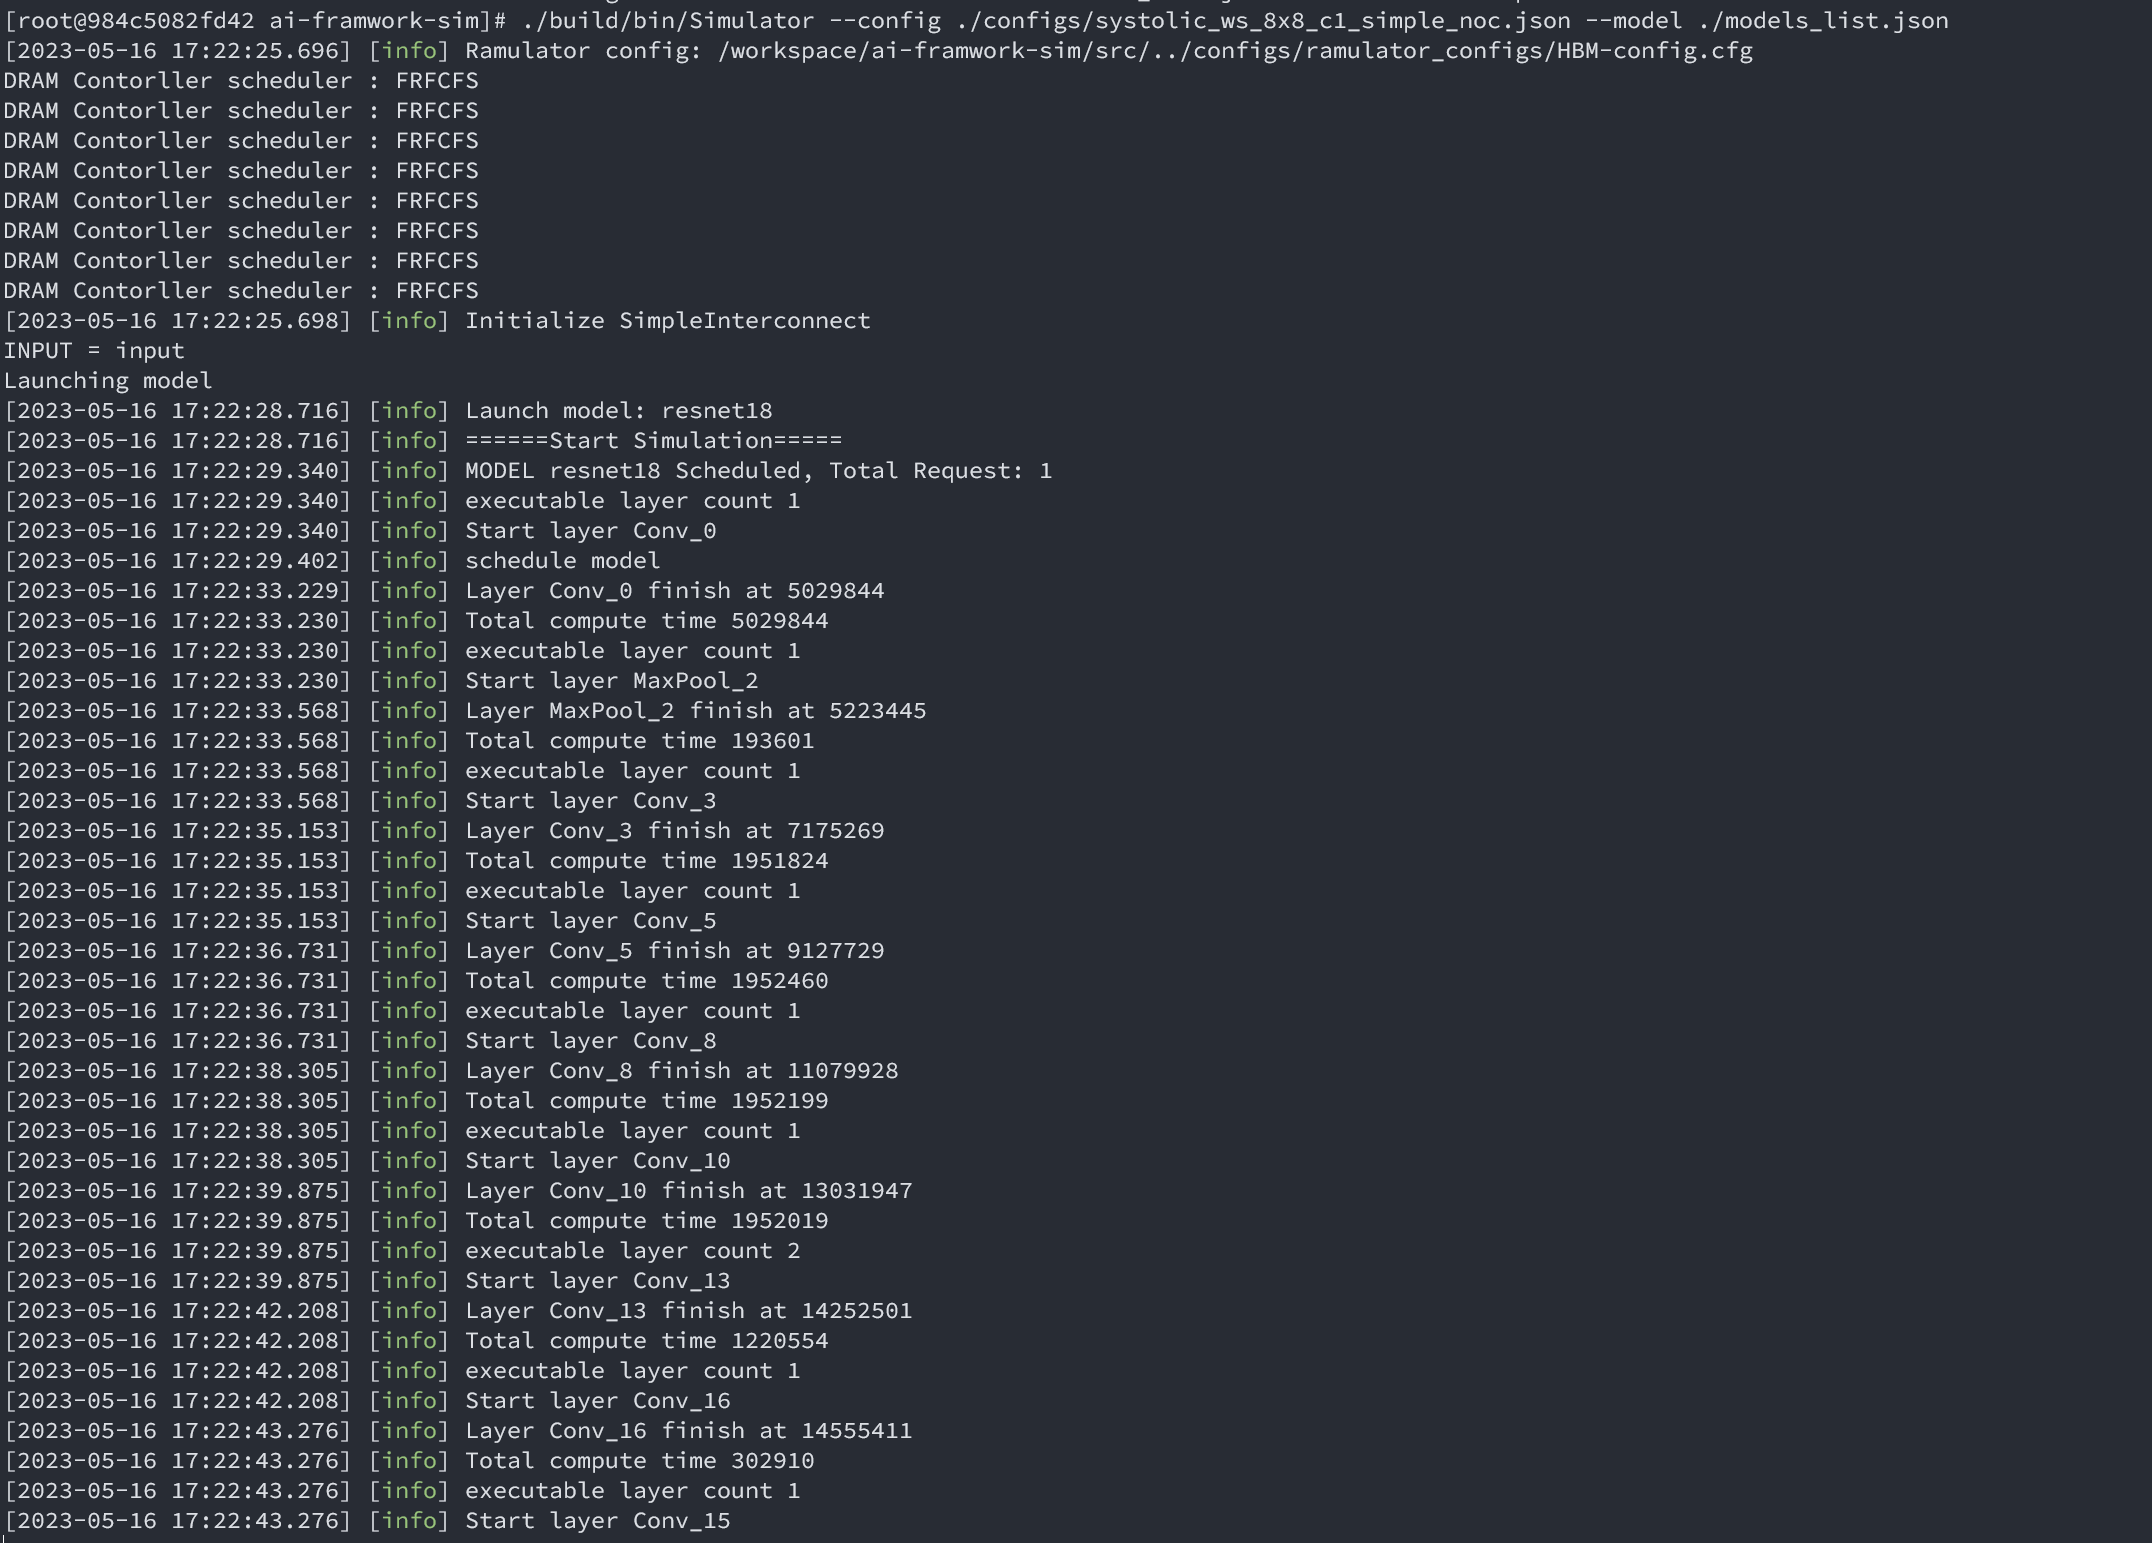 [root@984c5082fd42 ai-framwork-sim]# ./build/bin/Simulator --config ./configs/systolic_ws_8x8_c1_simple_noc.json --model ./models_list.json
[2023-05-16 17:22:25.696] [info] Ramulator config: /workspace/ai-framwork-sim/src/../configs/ramulator_configs/HBM-config.cfg
DRAM Contorller scheduler : FRFCFS
DRAM Contorller scheduler : FRFCFS
DRAM Contorller scheduler : FRFCFS
DRAM Contorller scheduler : FRFCFS
DRAM Contorller scheduler : FRFCFS
DRAM Contorller scheduler : FRFCFS
DRAM Contorller scheduler : FRFCFS
DRAM Contorller scheduler : FRFCFS
[2023-05-16 17:22:25.698] [info] Initialize SimpleInterconnect
INPUT = input
Launching model
[2023-05-16 17:22:28.716] [info] Launch model: resnet18
[2023-05-16 17:22:28.716] [info] ======Start Simulation=====
[2023-05-16 17:22:29.340] [info] MODEL resnet18 Scheduled, Total Request: 1
[2023-05-16 17:22:29.340] [info] executable layer count 1
[2023-05-16 17:22:29.340] [info] Start layer Conv_0
[2023-05-16 17:22:29.402] [info] schedule model
[2023-05-16 17:22:33.229] [info] Layer Conv_0 finish at 5029844
[2023-05-16 17:22:33.230] [info] Total compute time 5029844
[2023-05-16 17:22:33.230] [info] executable layer count 1
[2023-05-16 17:22:33.230] [info] Start layer MaxPool_2
[2023-05-16 17:22:33.568] [info] Layer MaxPool_2 finish at 5223445
[2023-05-16 17:22:33.568] [info] Total compute time 193601
[2023-05-16 17:22:33.568] [info] executable layer count 1
[2023-05-16 17:22:33.568] [info] Start layer Conv_3
[2023-05-16 17:22:35.153] [info] Layer Conv_3 finish at 7175269
[2023-05-16 17:22:35.153] [info] Total compute time 1951824
[2023-05-16 17:22:35.153] [info] executable layer count 1
[2023-05-16 17:22:35.153] [info] Start layer Conv_5
[2023-05-16 17:22:36.731] [info] Layer Conv_5 finish at 9127729
[2023-05-16 17:22:36.731] [info] Total compute time 1952460
[2023-05-16 17:22:36.731] [info] executable layer count 1
[2023-05-16 17:22:36.731] [info] Start layer Conv_8
[2023-05-16 17:22:38.305] [info] Layer Conv_8 finish at 11079928
[2023-05-16 17:22:38.305] [info] Total compute time 1952199
[2023-05-16 17:22:38.305] [info] executable layer count 1
[2023-05-16 17:22:38.305] [info] Start layer Conv_10
[2023-05-16 17:22:39.875] [info] Layer Conv_10 finish at 13031947
[2023-05-16 17:22:39.875] [info] Total compute time 1952019
[2023-05-16 17:22:39.875] [info] executable layer count 2
[2023-05-16 17:22:39.875] [info] Start layer Conv_13
[2023-05-16 17:22:42.208] [info] Layer Conv_13 finish at 14252501
[2023-05-16 17:22:42.208] [info] Total compute time 1220554
[2023-05-16 17:22:42.208] [info] executable layer count 1
[2023-05-16 17:22:42.208] [info] Start layer Conv_16
[2023-05-16 17:22:43.276] [info] Layer Conv_16 finish at 14555411
[2023-05-16 17:22:43.276] [info] Total compute time 302910
[2023-05-16 17:22:43.276] [info] executable layer count 1
[2023-05-16 17:22:43.276] [info] Start layer Conv_15